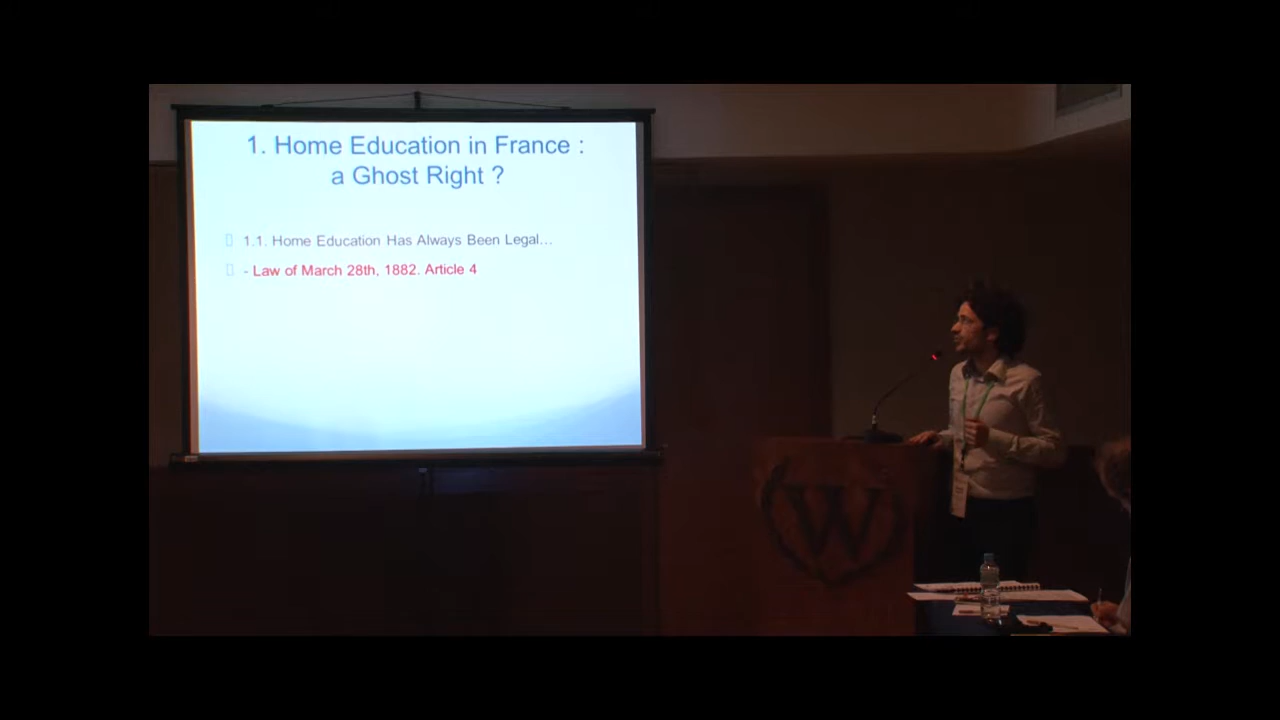 1. Home Education in France :
a Ghost Right ?
1.1. Home Education Has Always Been Legal...
- Law of March 28th, 1882. Article 4
W